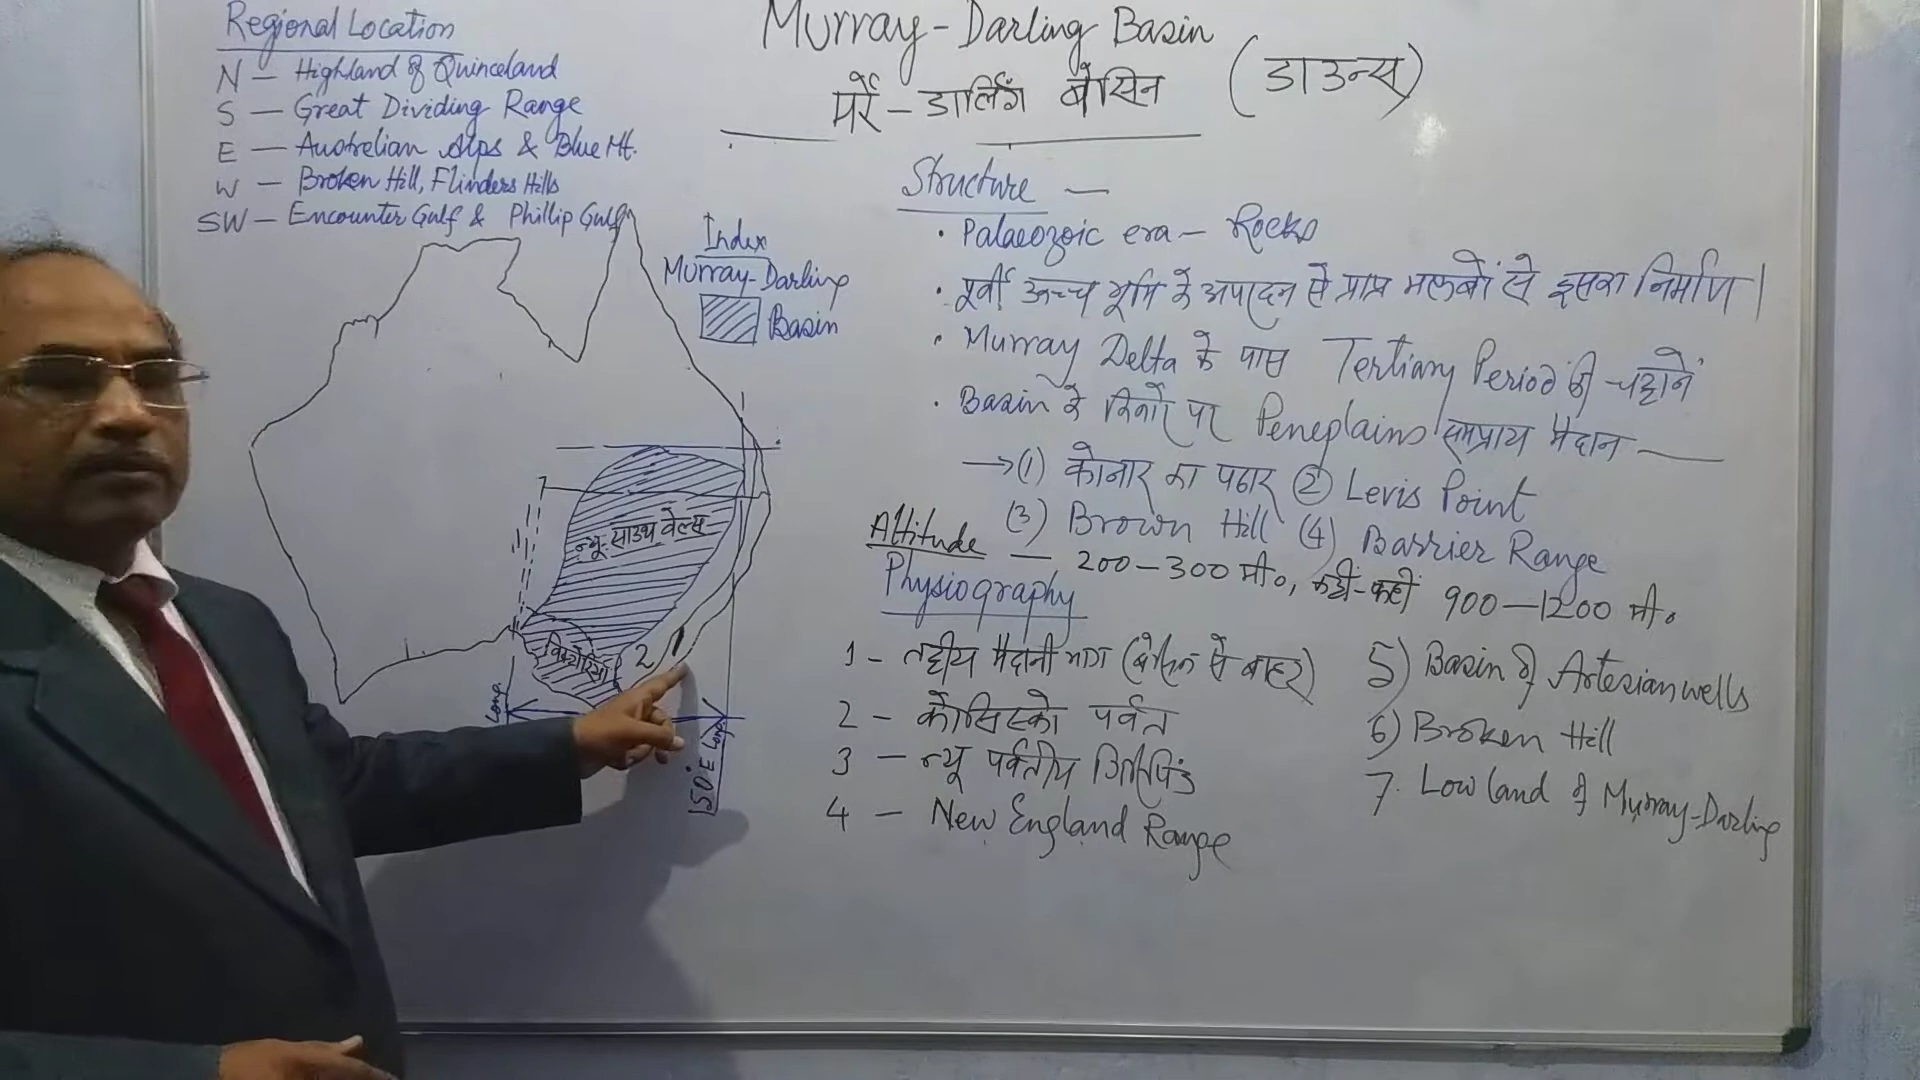 Regional Location
N — Highland of Quinceland
S — Great Dividing Range
E — Austrelian Alps & Blue Mt.
W — Broken Hill, Flinders Hills
SW — Encounter Gulf & Phillip Gulf
Murray-Darling Basin
मर्रे-डार्लिंग बेसिन (डाउन्स)
Index
Murray-Darling
Basin
न्यू साउथ वेल्स
विक्टोरिया
2 1
Long.
150° E Long.
Structure —
• Palaeozoic era — Rocks
• पूर्वी उच्च भूमि के अपरदन से प्राप्त मलबों से इसका निर्माण।
• Murray Delta के पास Tertiary Period की चट्टानें
• Basin के किनारे पर Peneplains समप्राय मैदान —
→ (1) कोनार का पठार (2) Levis Point
(3) Brown Hill (4) Barrier Range
Altitude — 200—300 मी०, कहीं-कहीं 900—1200 मी०
Physiography
1 - तटीय मैदानी भाग (बेसिन से बाहर)
2 - कोसिस्को पर्वत
3 - न्यू पर्वतीय
4 - New England Range
5) Basin of Artesian wells
6) Broken Hill
7. Low land of Murray-Darling